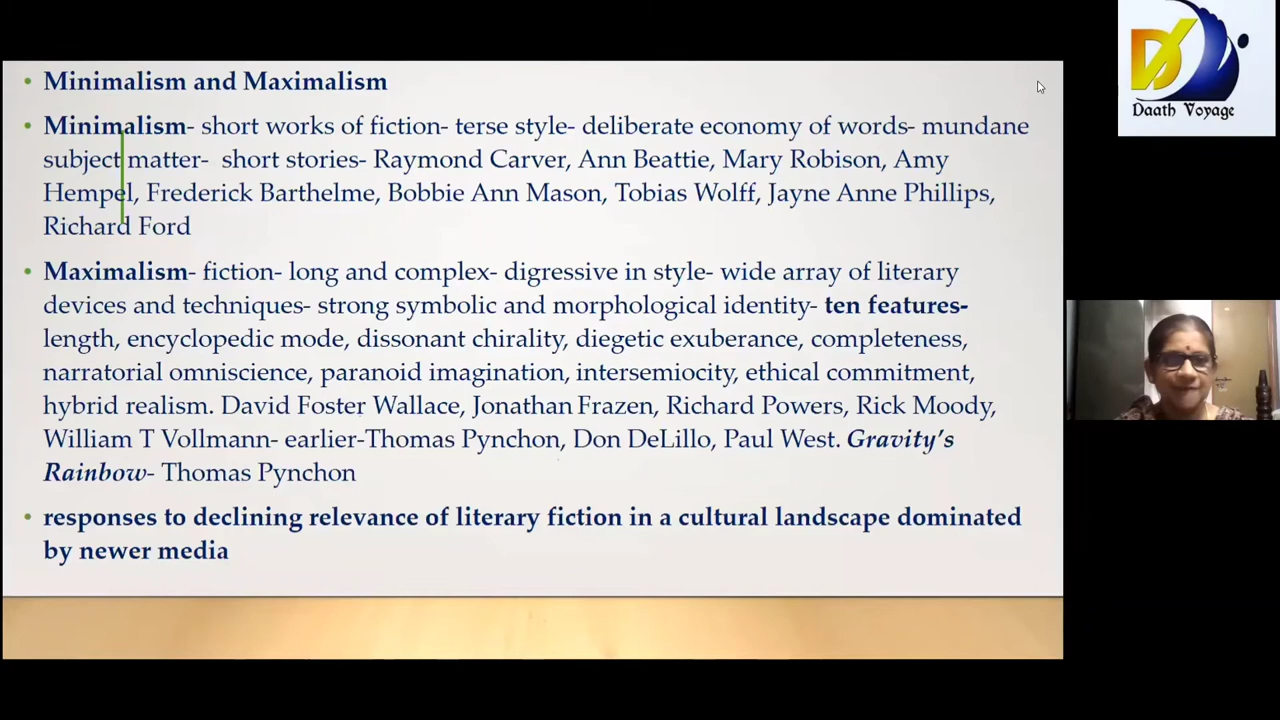 Minimalism and Maximalism
Minimalism- short works of fiction- terse style- deliberate economy of words- mundane
subject matter- short stories- Raymond Carver, Ann Beattie, Mary Robison, Amy
Hempel, Frederick Barthelme, Bobbie Ann Mason, Tobias Wolff, Jayne Anne Phillips,
Richard Ford
Maximalism- fiction- long and complex- digressive in style- wide array of literary
devices and techniques- strong symbolic and morphological identity- ten features-
length, encyclopedic mode, dissonant chirality, diegetic exuberance, completeness,
narratorial omniscience, paranoid imagination, intersemiocity, ethical commitment,
hybrid realism. David Foster Wallace, Jonathan Frazen, Richard Powers, Rick Moody,
William T Vollmann- earlier-Thomas Pynchon, Don DeLillo, Paul West. Gravity's
Rainbow- Thomas Pynchon
responses to declining relevance of literary fiction in a cultural landscape dominated
by newer media
Daath Voyage